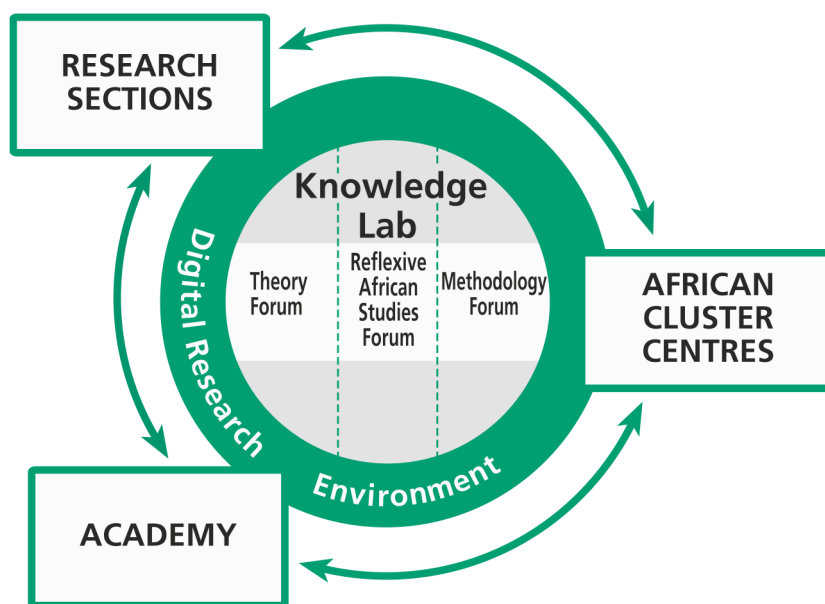 RESEARCH
SECTIONS
Knowledge
Lab
Theory
Forum
Reflexive
African
Studies
Forum
Methodology
Forum
AFRICAN
CLUSTER
CENTRES
Digital Research Environment
ACADEMY